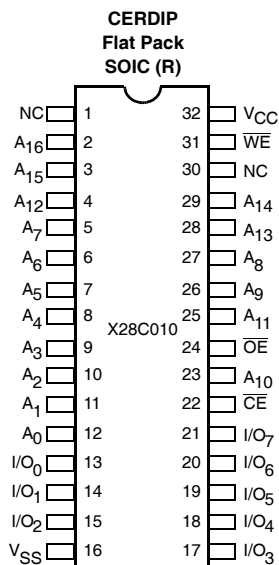 CERDIP
Flat Pack
SOIC (R)
NC 1 32 VCC
A16 2 31 W̅E̅
A15 3 30 NC
A12 4 29 A14
A7 5 28 A13
A6 6 27 A8
A5 7 26 A9
A4 8 25 A11
X28C010
A3 9 24 O̅E̅
A2 10 23 A10
A1 11 22 C̅E̅
A0 12 21 I/O7
I/O0 13 20 I/O6
I/O1 14 19 I/O5
I/O2 15 18 I/O4
VSS 16 17 I/O3